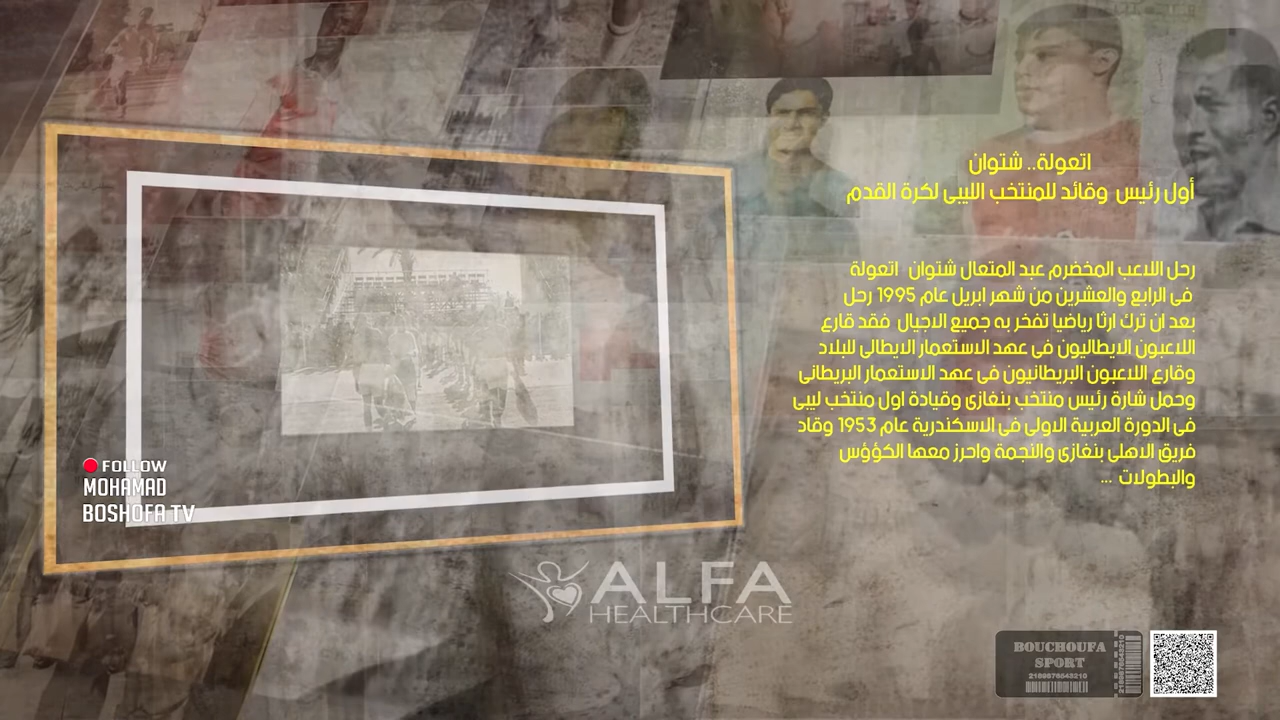 اتعولة.. شتوان
أول رئيس وقائد للمنتخب الليبى لكرة القدم
رحل اللاعب المخضرم عبد المتعال شتوان اتعولة
فى الرابع والعشرين من شهر ابريل عام 1995 رحل
بعد ان ترك ارثا رياضيا تفخر به جميع الاجيال فقد قارع
اللاعبون الايطاليون فى عهد الاستعمار الايطالى للبلاد
وقارع اللاعبون البريطانيون فى عهد الاستعمار البريطانى
وحمل شارة رئيس منتخب بنغازى وقيادة اول منتخب ليبى
فى الدورة العربية الاولى فى الاسكندرية عام 1953 وقاد
فريق الاهلى بنغازى والنجمة واحرز معها الكؤؤس
والبطولات ...
FOLLOW
MOHAMAD
BOSHOFA TV
ALFA
HEALTHCARE
BOUCHOUFA
SPORT
2189876543210
2189876543210